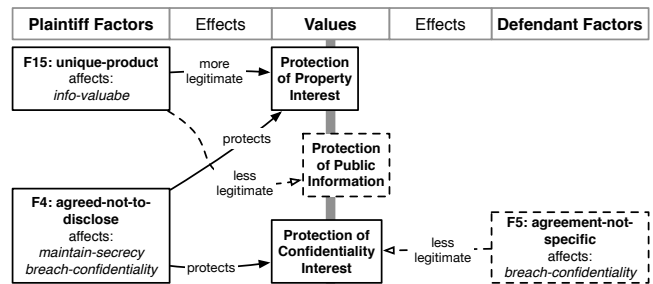 Plaintiff Factors Effects Values Effects Defendant Factors
F15: unique-product
affects:
info-valuabe
more
legitimate
Protection
of Property
Interest
protects
less
legitimate
Protection
of Public
Information
F4: agreed-not-to-
disclose
affects:
maintain-secrecy
breach-confidentiality
protects
Protection of
Confidentiality
Interest
less
legitimate
F5: agreement-not-
specific
affects:
breach-confidentiality